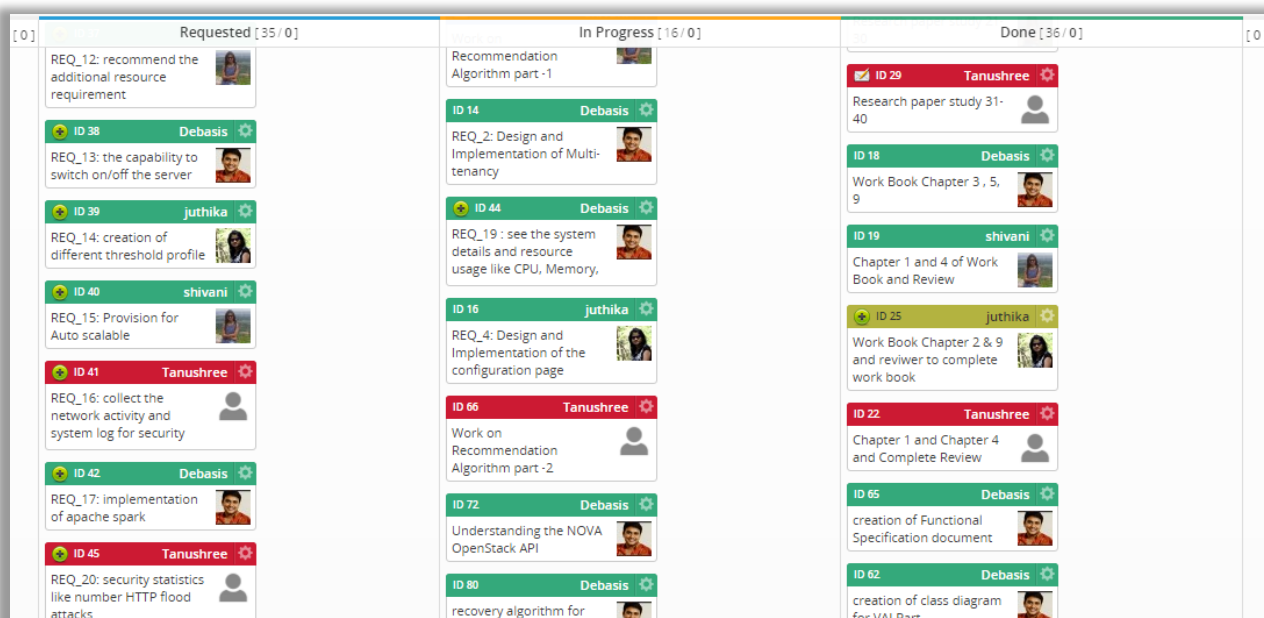 [ 0 ]
Requested [ 35 / 0 ]
REQ_12: recommend the
additional resource
requirement
ID 38 Debasis
REQ_13: the capability to
switch on/off the server
ID 39 juthika
REQ_14: creation of
different threshold profile
ID 40 shivani
REQ_15: Provision for
Auto scalable
ID 41 Tanushree
REQ_16: collect the
network activity and
system log for security
ID 42 Debasis
REQ_17: implementation
of apache spark
ID 45 Tanushree
REQ_20: security statistics
like number HTTP flood
attacks
In Progress [ 16 / 0 ]
Work on
Recommendation
Algorithm part -1
ID 14 Debasis
REQ_2: Design and
Implementation of Multi-
tenancy
ID 44 Debasis
REQ_19 : see the system
details and resource
usage like CPU, Memory,
ID 16 juthika
REQ_4: Design and
Implementation of the
configuration page
ID 66 Tanushree
Work on
Recommendation
Algorithm part -2
ID 72 Debasis
Understanding the NOVA
OpenStack API
ID 80 Debasis
recovery algorithm for
Done [ 36 / 0 ]
ID 29 Tanushree
Research paper study 31-
40
ID 18 Debasis
Work Book Chapter 3 , 5,
9
ID 19 shivani
Chapter 1 and 4 of Work
Book and Review
ID 25 juthika
Work Book Chapter 2 & 9
and reviwer to complete
work book
ID 22 Tanushree
Chapter 1 and Chapter 4
and Complete Review
ID 65 Debasis
creation of Functional
Specification document
ID 62 Debasis
creation of class diagram
for VAI Part
[ 0